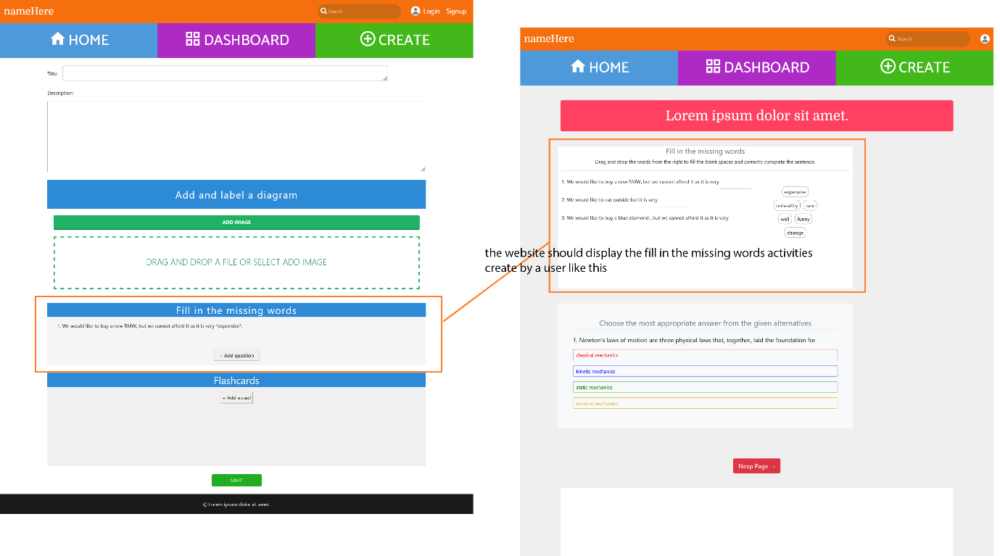 nameHere
Search
Login Signup
HOME
DASHBOARD
CREATE
Title:
Description:
Add and label a diagram
ADD IMAGE
DRAG AND DROP A FILE OR SELECT ADD IMAGE
Fill in the missing words
1. We would like to buy a new BMW, but we cannot afford it as it is very *expensive*.
+ Add question
Flashcards
+ Add a card
SAVE
© Lorem ipsum dolor sit amet.
the website should display the fill in the missing words activities
create by a user like this
nameHere
Search
HOME
DASHBOARD
CREATE
Lorem ipsum dolor sit amet.
Fill in the missing words
Drag and drop the words from the right to fill the blank spaces and correctly complete the sentence.
1. We would like to buy a new BMW, but we cannot afford it as it is very
2. We would like to eat outside but it is very
3. We would like to buy a blue diamond , but we cannot afford it as it is very
expensive
unhealthy rare
well funny
strange
Choose the most appropriate answer from the given alternatives
1. Newton's laws of motion are three physical laws that, together, laid the foundation for
classical mechanics
kinetic mechanics
static mechanics
modern mechanics
Nexp Page →